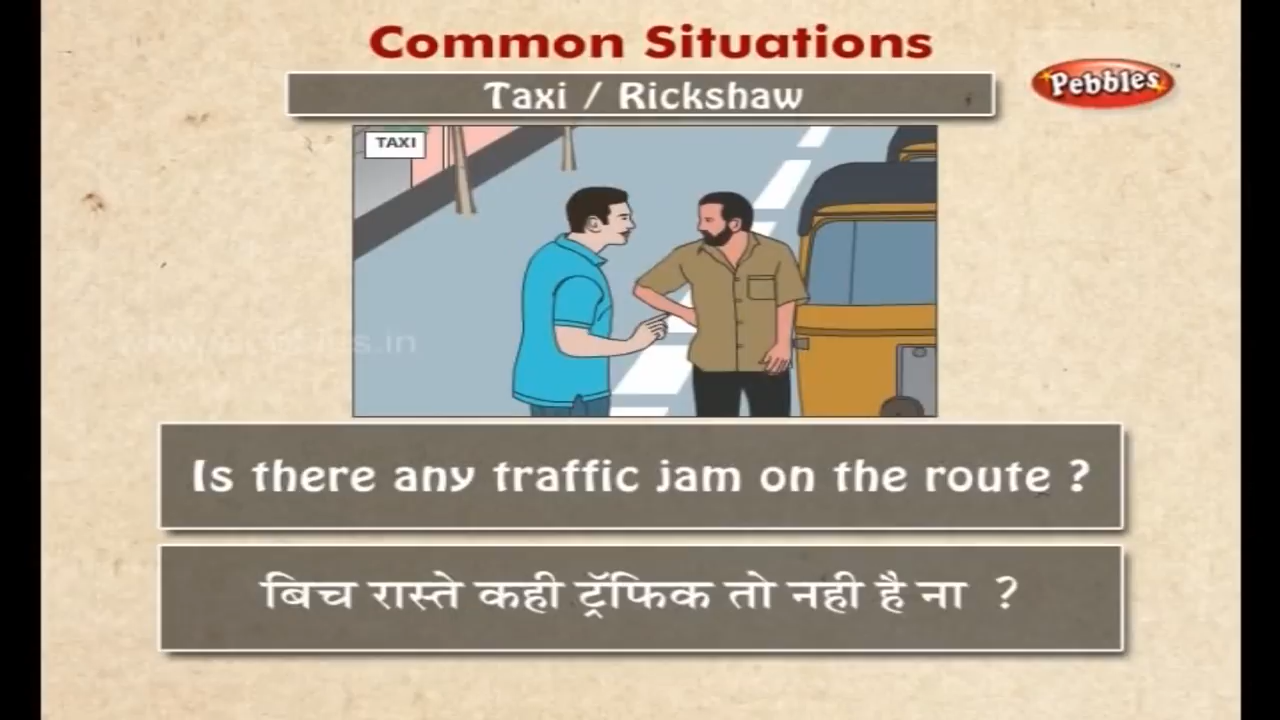 Common Situations
Taxi / Rickshaw
Pebbles
TAXI
Is there any traffic jam on the route ?
बिच रास्ते कही ट्रॅफिक तो नही है ना ?